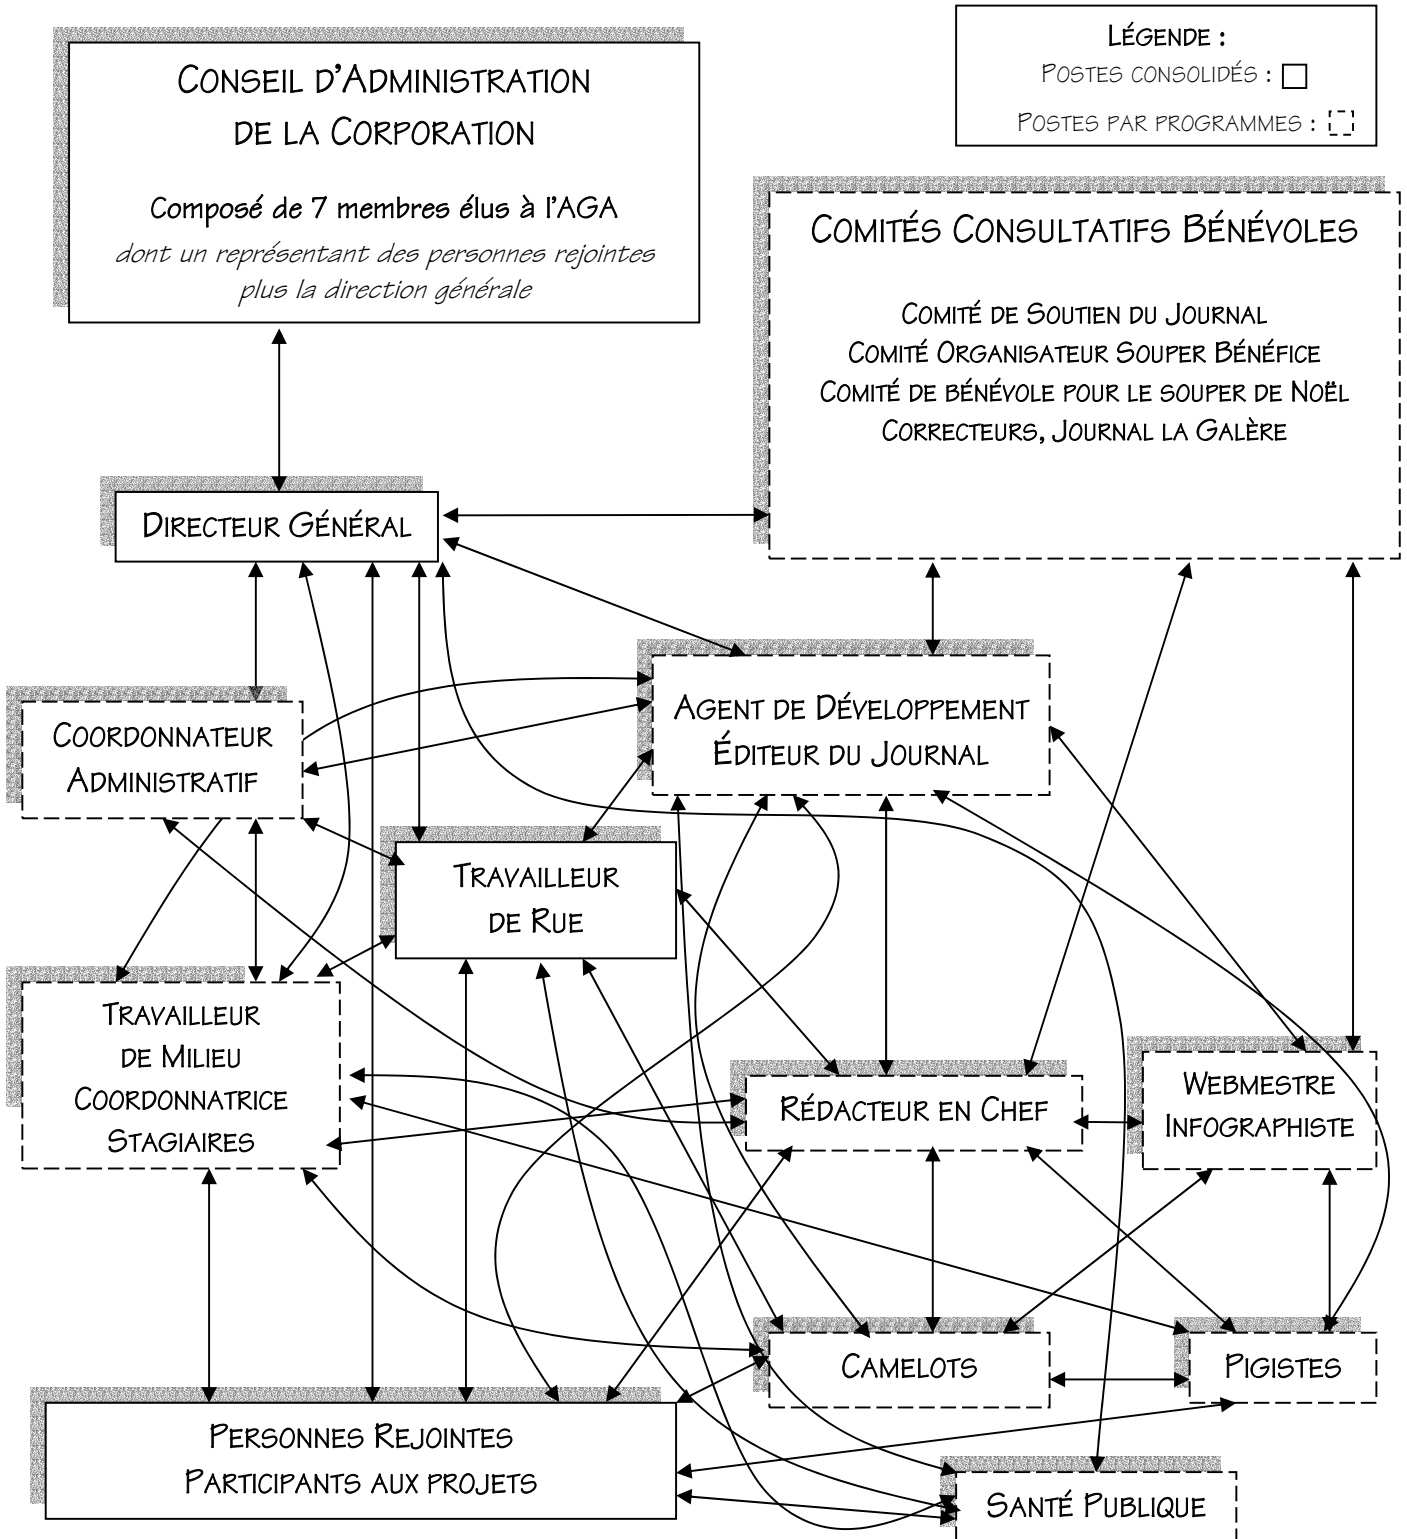 CONSEIL D'ADMINISTRATION
DE LA CORPORATION
Composé de 7 membres élus à l'AGA
dont un représentant des personnes rejointes
plus la direction générale
LÉGENDE :
POSTES CONSOLIDÉS :
POSTES PAR PROGRAMMES :
COMITÉS CONSULTATIFS BÉNÉVOLES
COMITÉ DE SOUTIEN DU JOURNAL
COMITÉ ORGANISATEUR SOUPER BÉNÉFICE
COMITÉ DE BÉNÉVOLE POUR LE SOUPER DE NOËL
CORRECTEURS, JOURNAL LA GALÈRE
DIRECTEUR GÉNÉRAL
AGENT DE DÉVELOPPEMENT
ÉDITEUR DU JOURNAL
COORDONNATEUR
ADMINISTRATIF
TRAVAILLEUR
DE RUE
TRAVAILLEUR
DE MILIEU
COORDONNATRICE
STAGIAIRES
RÉDACTEUR EN CHEF
WEBMESTRE
INFOGRAPHISTE
CAMELOTS
PIGISTES
PERSONNES REJOINTES
PARTICIPANTS AUX PROJETS
SANTÉ PUBLIQUE